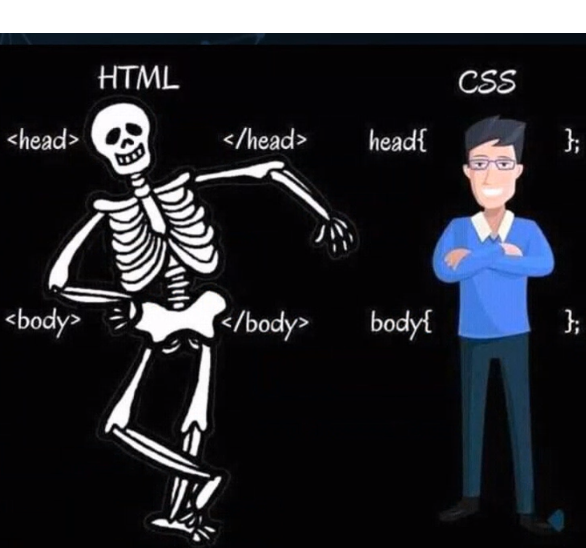 HTML
<head> </head>
<body> </body>
CSS
head{ };
body{ };